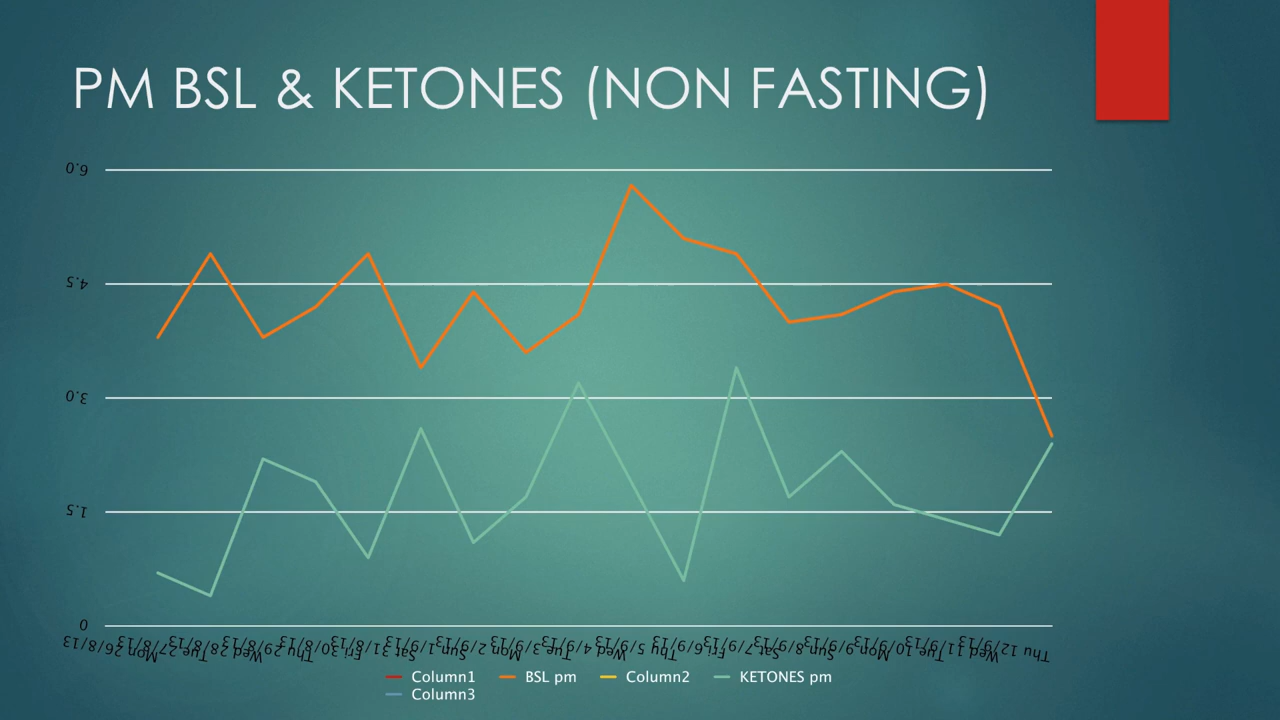 PM BSL & KETONES (NON FASTING)
6.0
4.5
3.0
1.5
0
Mon 26/8/13 Tue 27/8/13 Wed 28/8/13 Thu 29/8/13 Fri 30/8/13 Sat 31/8/13 Sun 1/9/13 Mon 2/9/13 Tue 3/9/13 Wed 4/9/13 Thu 5/9/13 Fri 6/9/13 Sat 7/9/13 Sun 8/9/13 Mon 9/9/13 Tue 10/9/13 Wed 11/9/13 Thu 12/9/13
Column1 BSL pm Column2 KETONES pm
Column3